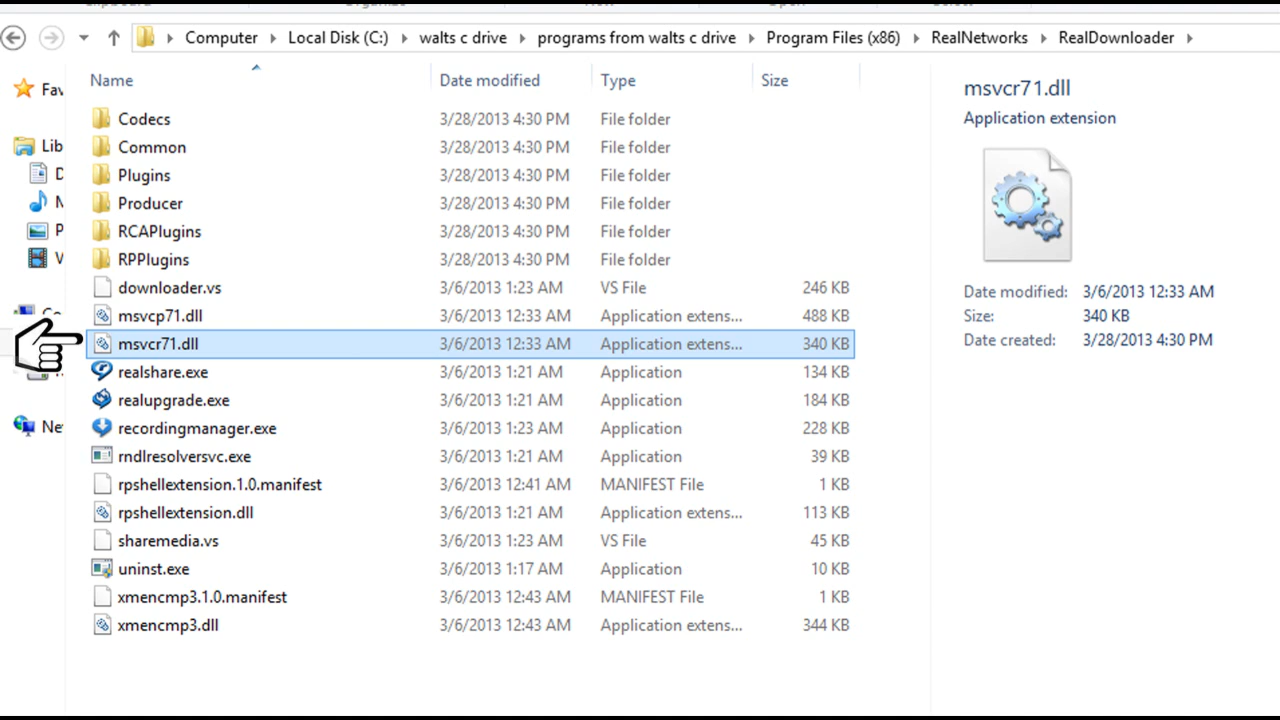 Computer Local Disk (C:) walts c drive programs from walts c drive Program Files (x86) RealNetworks RealDownloader
Name Date modified Type Size
Codecs 3/28/2013 4:30 PM File folder
Common 3/28/2013 4:30 PM File folder
Plugins 3/28/2013 4:30 PM File folder
Producer 3/28/2013 4:30 PM File folder
RCAPlugins 3/28/2013 4:30 PM File folder
RPPlugins 3/28/2013 4:30 PM File folder
downloader.vs 3/6/2013 1:23 AM VS File 246 KB
msvcp71.dll 3/6/2013 12:33 AM Application extens... 488 KB
msvcr71.dll 3/6/2013 12:33 AM Application extens... 340 KB
realshare.exe 3/6/2013 1:21 AM Application 134 KB
realupgrade.exe 3/6/2013 1:21 AM Application 184 KB
recordingmanager.exe 3/6/2013 1:23 AM Application 228 KB
rndlresolversvc.exe 3/6/2013 1:21 AM Application 39 KB
rpshellextension.1.0.manifest 3/6/2013 12:41 AM MANIFEST File 1 KB
rpshellextension.dll 3/6/2013 1:21 AM Application extens... 113 KB
sharemedia.vs 3/6/2013 1:23 AM VS File 45 KB
uninst.exe 3/6/2013 1:17 AM Application 10 KB
xmencmp3.1.0.manifest 3/6/2013 12:43 AM MANIFEST File 1 KB
xmencmp3.dll 3/6/2013 12:43 AM Application extens... 344 KB
msvcr71.dll
Application extension
Date modified: 3/6/2013 12:33 AM
Size: 340 KB
Date created: 3/28/2013 4:30 PM